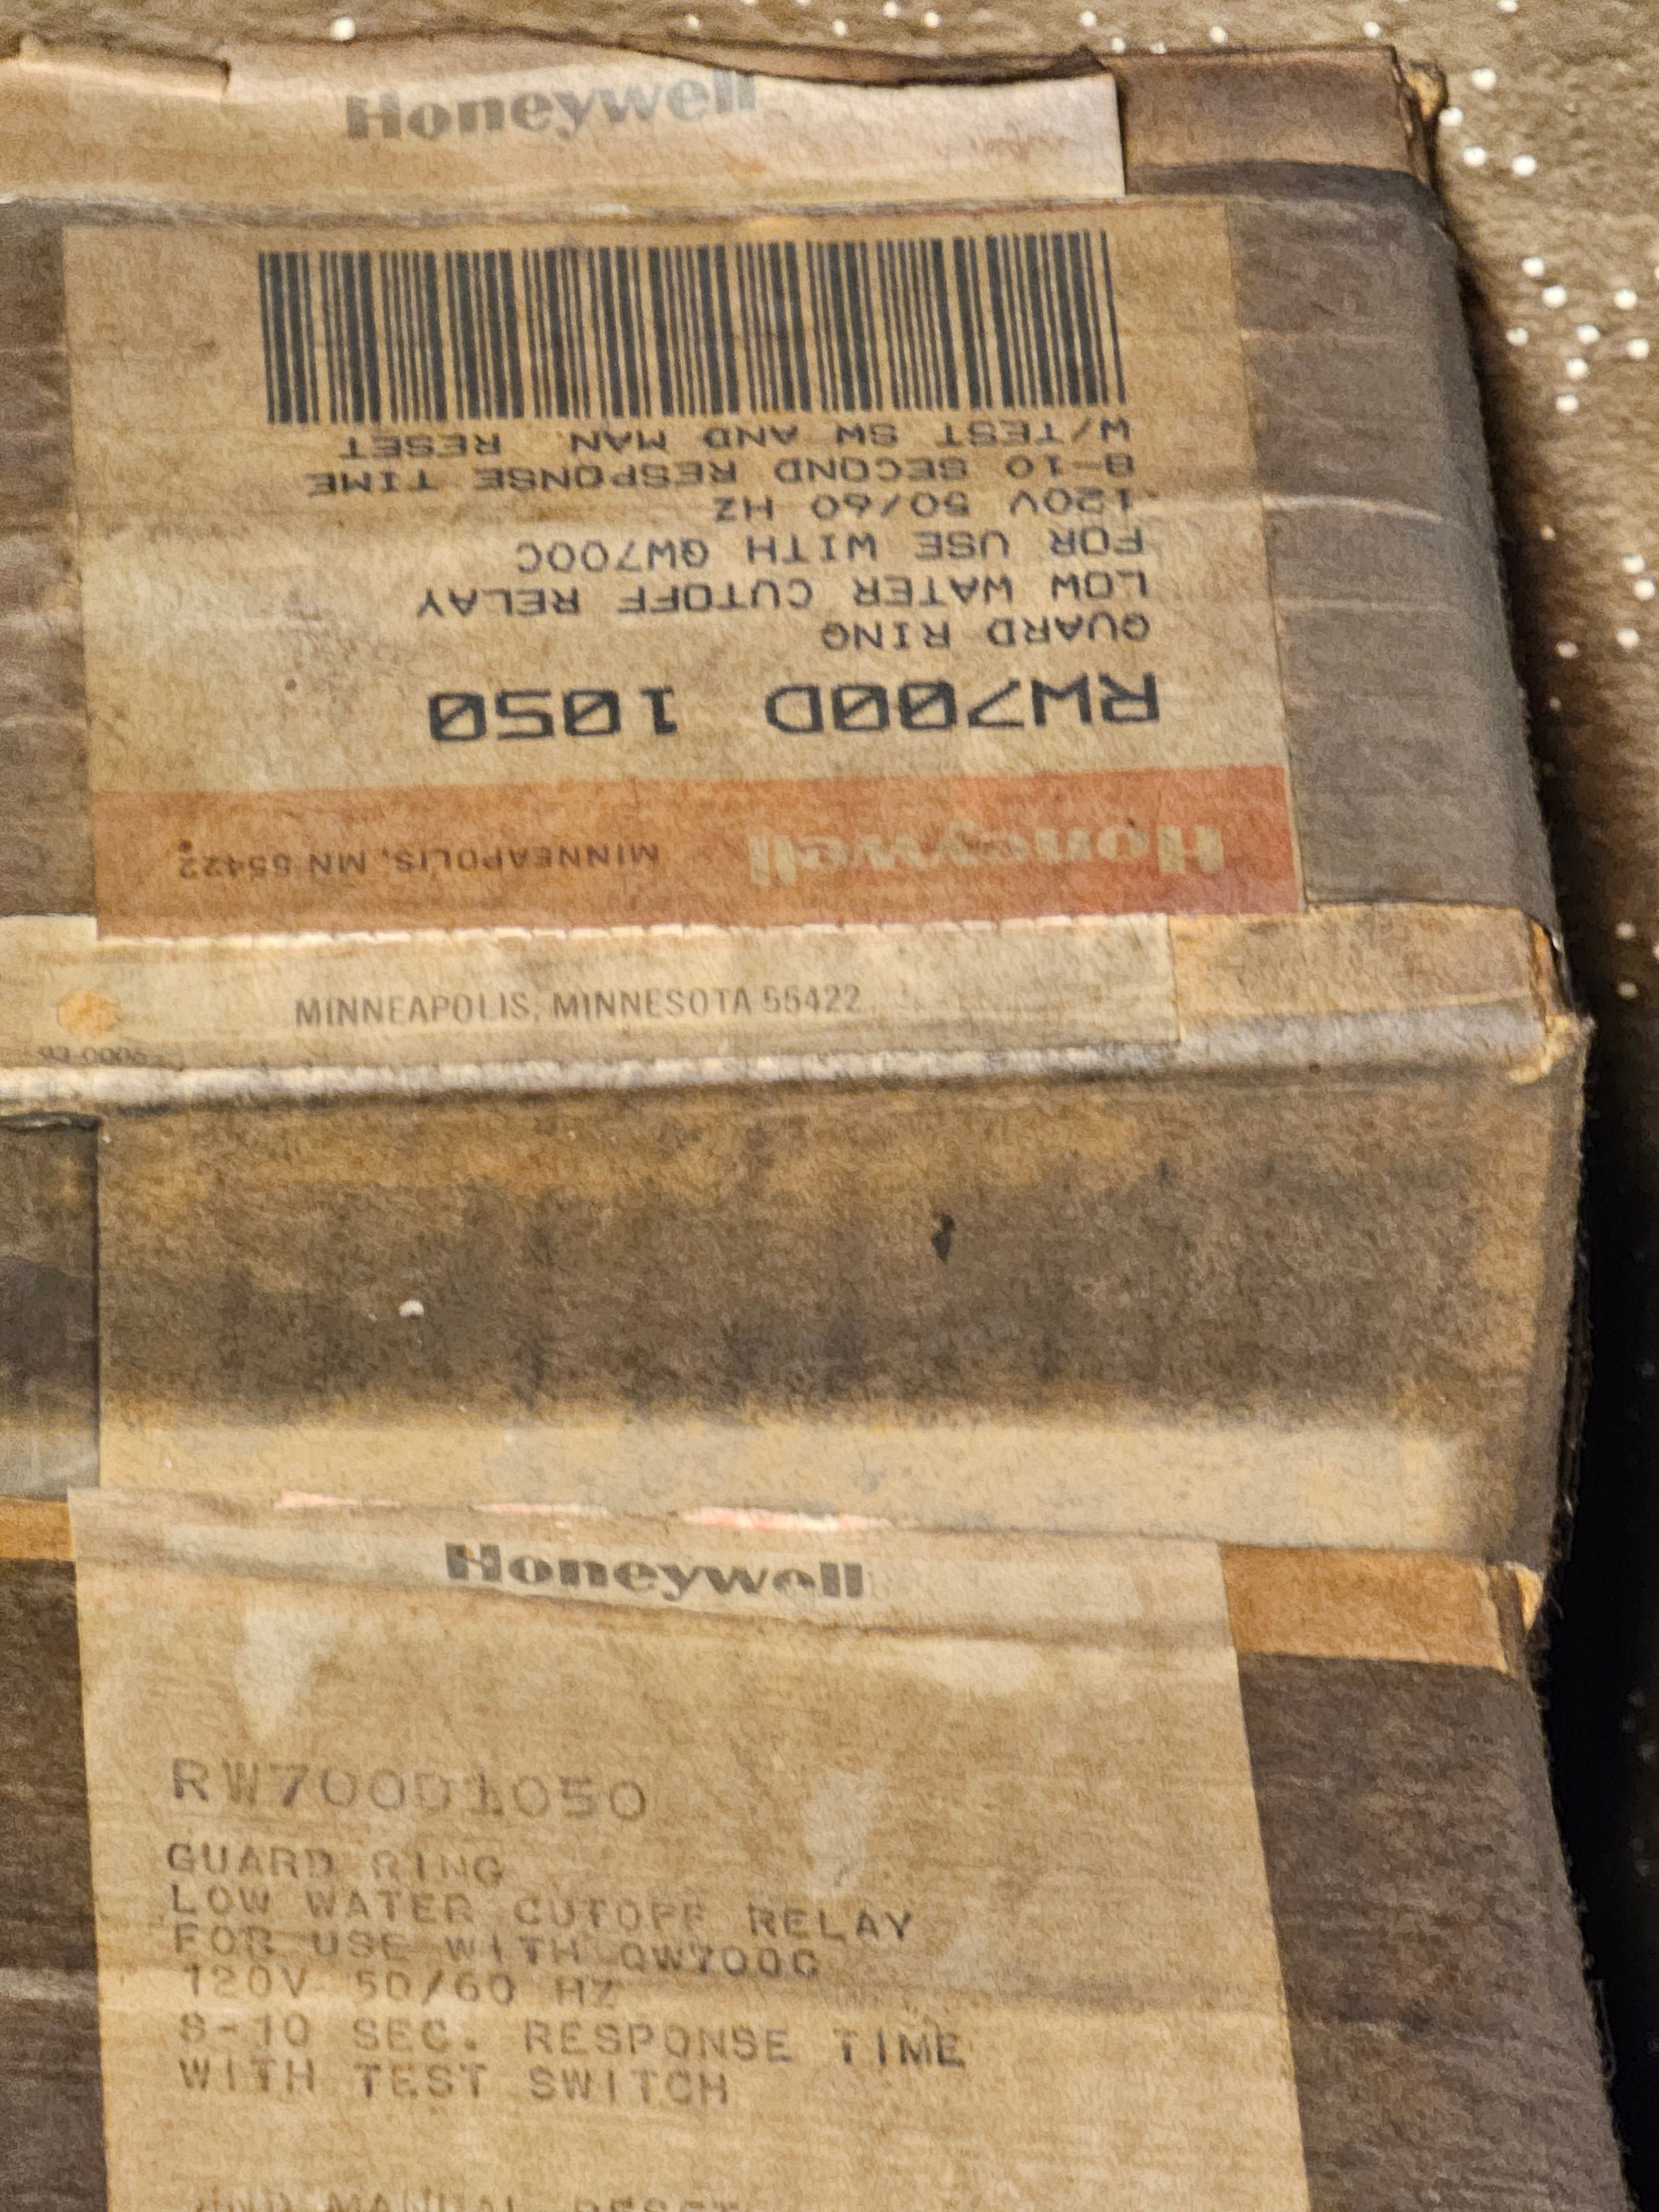 Honeywell
Honeywell
MINNEAPOLIS, MN 55422
RW700D 1050
GUARD RING
LOW WATER CUTOFF RELAY
FOR USE WITH QW700C
120V 50/60 HZ
8-10 SECOND RESPONSE TIME
W/TEST SW AND MAN. RESET
MINNEAPOLIS, MINNESOTA 55422
Honeywell
RW700D1050
GUARD RING
LOW WATER CUTOFF RELAY
FOR USE WITH QW700C
120V 50/60 HZ
8-10 SEC. RESPONSE TIME
WITH TEST SWITCH
AND MANUAL RESET